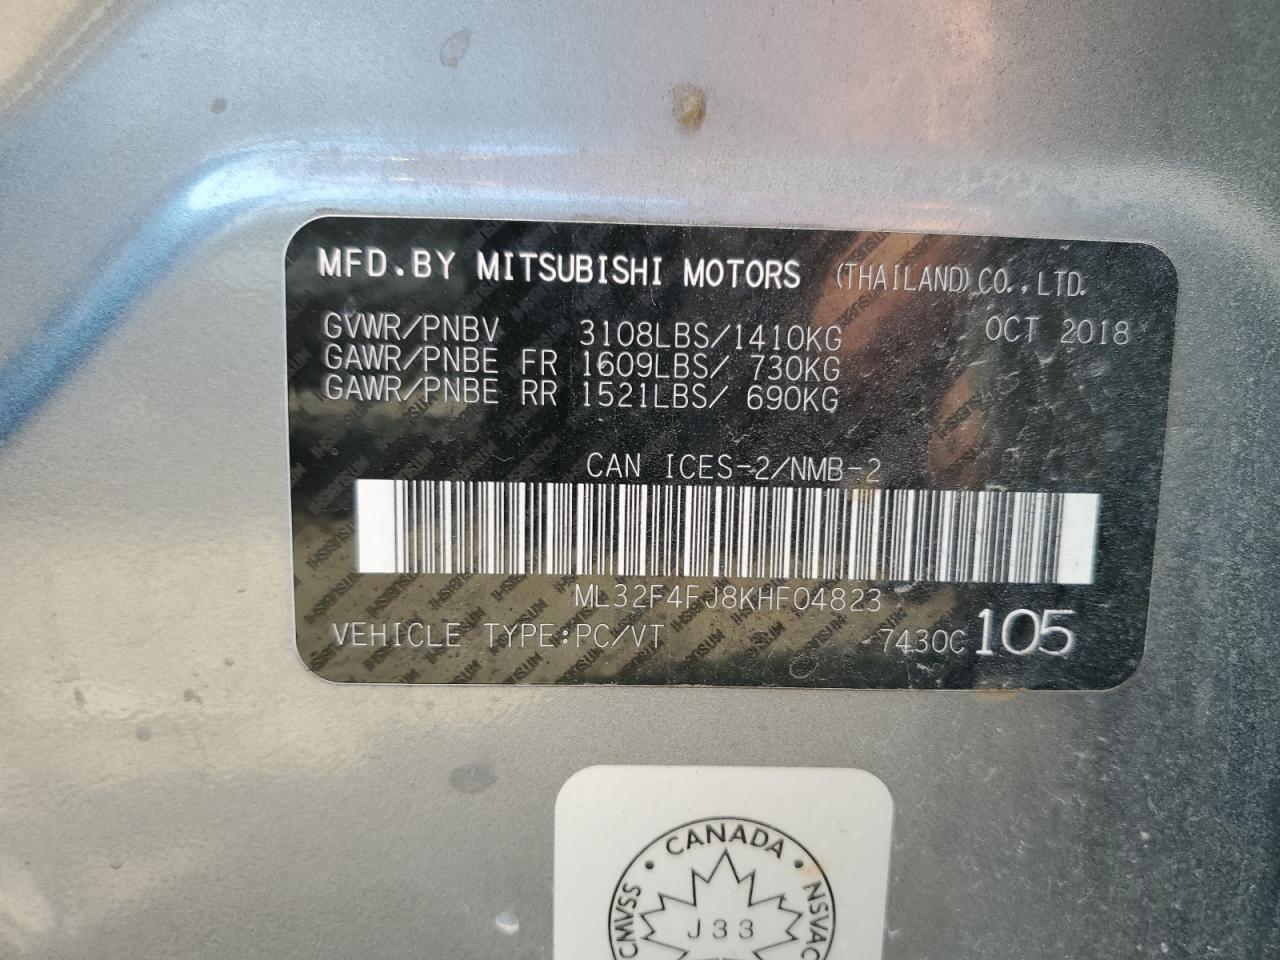 MFD.BY MITSUBISHI MOTORS (THAILAND)CO.,LTD.
GVWR/PNBV 3108LBS/1410KG OCT 2018
GAWR/PNBE FR 1609LBS/ 730KG
GAWR/PNBE RR 1521LBS/ 690KG
CAN ICES-2/NMB-2
ML32F4FJ8KHF04823
VEHICLE TYPE:PC/VT 7430C 105
CMVSS • CANADA • NSVAC
J33